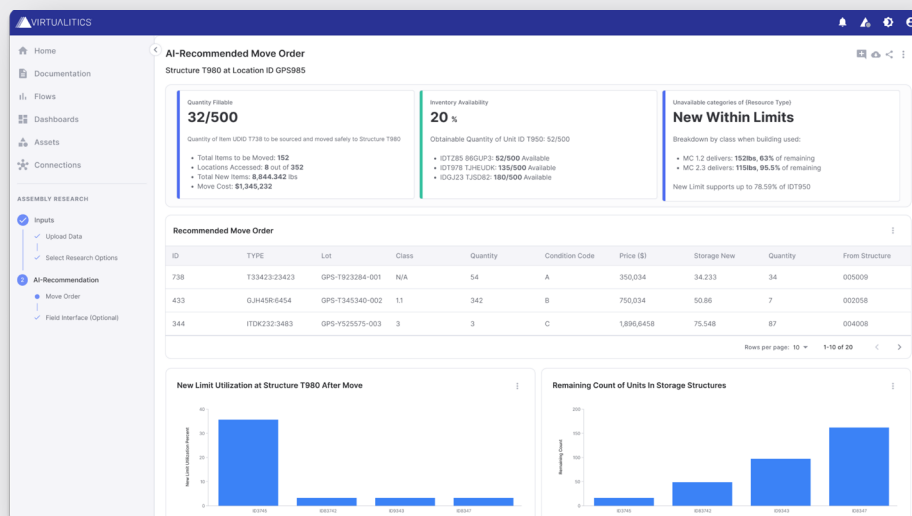 VIRTUALITICS
Home
Documentation
Flows
Dashboards
Assets
Connections
ASSEMBLY RESEARCH
Inputs
Upload Data
Select Research Options
2 AI-Recommendation
Move Order
Field Interface (Optional)
AI-Recommended Move Order
Structure T980 at Location ID GPS985
Quantity Fillable
32/500
Quantity of Item UDID T738 to be sourced and moved safely to Structure T980
• Total Items to be Moved: 152
• Locations Accessed: 8 out of 352
• Total New Items: 8,844.342 lbs
• Move Cost: $1,345,232
Inventory Availability
20 %
Obtainable Quantity of Unit ID T950: 52/500
• IDTZ85 86GUP3: 52/500 Available
• IDT978 TJHEUDK: 135/500 Available
• IDGJ23 TJSD82: 180/500 Available
Unavailable categories of (Resource Type)
New Within Limits
Breakdown by class when building used:
• MC 1.2 delivers: 152lbs, 63% of remaining
• MC 2.3 delivers: 115lbs, 95.5% of remaining
New Limit supports up to 78.59% of IDT950
Recommended Move Order
ID TYPE Lot Class Quantity Condition Code Price ($) Storage New Quantity From Structure
738 T33423:23423 GPS-T923284-001 N/A 54 A 350,034 34.233 34 005009
433 GJH45R:6454 GPS-T345340-002 1.1 342 B 750,034 50.86 7 002058
344 ITDK232:3483 GPS-Y525575-003 3 3 C 1,896,6458 75.548 87 004008
Rows per page: 10 1-10 of 20
New Limit Utilization at Structure T980 After Move
New Limit Utilization Percent
40
30
20
10
0
ID3745 ID83742 ID9343 ID9347
Remaining Count of Units In Storage Structures
Remaining Count
200
150
100
50
0
ID3745 ID83742 ID9343 ID9347